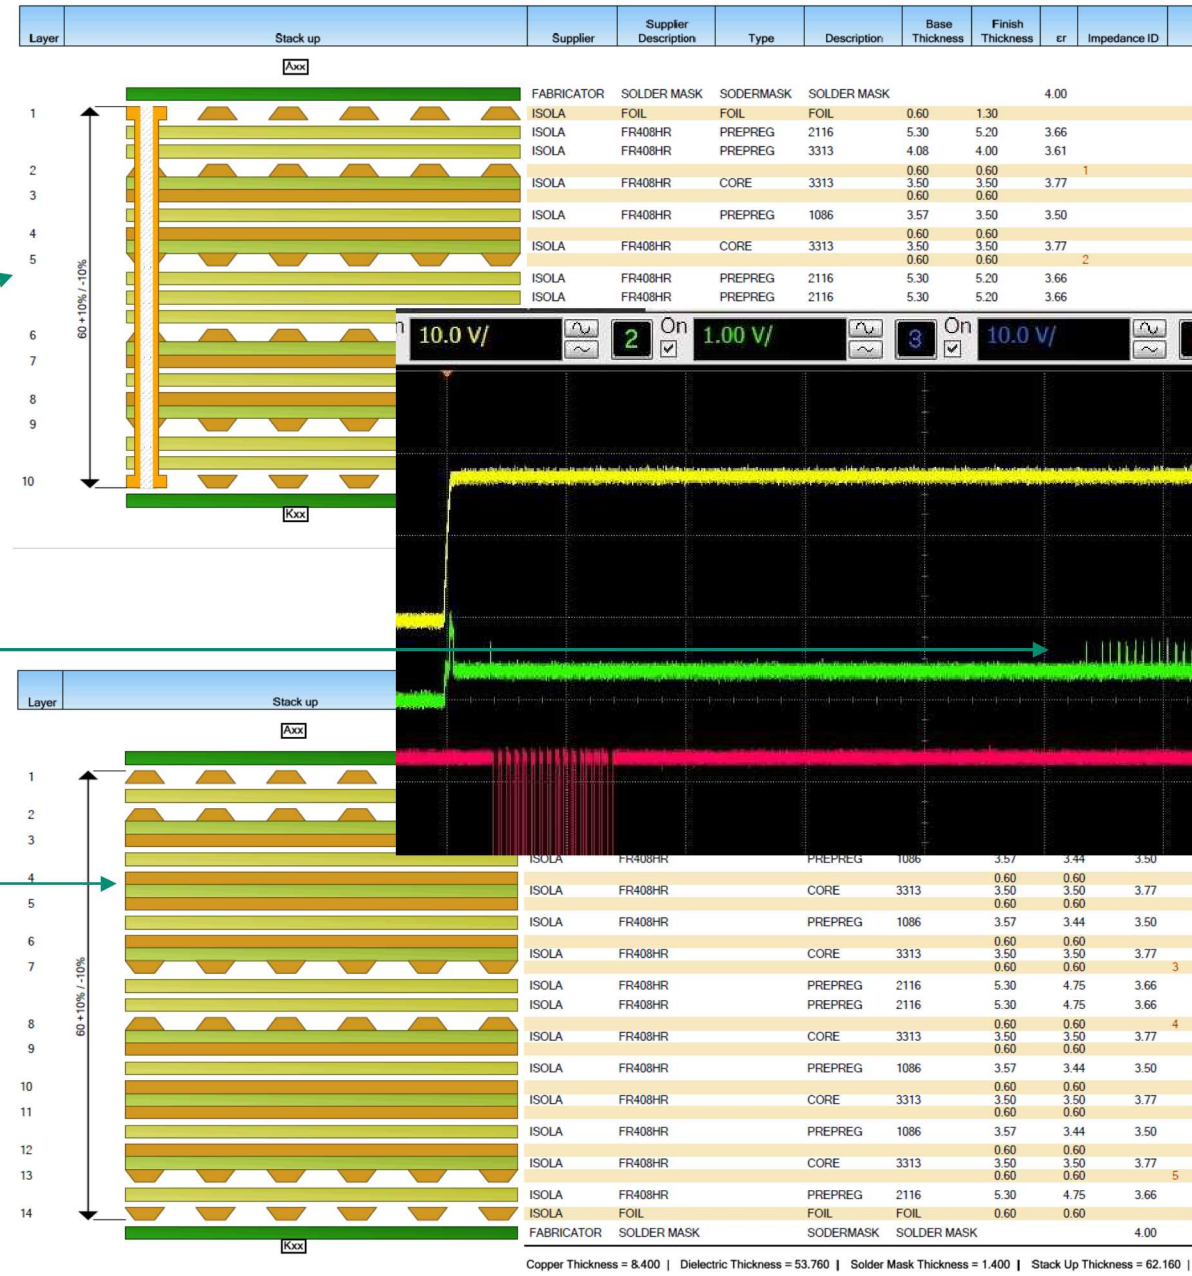 Layer Stack up Supplier Supplier Description Type Description Base Thickness Finish Thickness εr Impedance ID
Axx
FABRICATOR SOLDER MASK SODERMASK SOLDER MASK 4.00
1 ISOLA FOIL FOIL FOIL 0.60 1.30
ISOLA FR408HR PREPREG 2116 5.30 5.20 3.66
ISOLA FR408HR PREPREG 3313 4.08 4.00 3.61
2 0.60 0.60 1
ISOLA FR408HR CORE 3313 3.50 3.50 3.77
3 0.60 0.60
ISOLA FR408HR PREPREG 1086 3.57 3.50 3.50
4 0.60 0.60
ISOLA FR408HR CORE 3313 3.50 3.50 3.77
5 0.60 0.60 2
ISOLA FR408HR PREPREG 2116 5.30 5.20 3.66
ISOLA FR408HR PREPREG 2116 5.30 5.20 3.66
60 +10% / -10%
6
7
8
9
10
Kxx
10.0 V/ 2 On 1.00 V/ 3 On 10.0 V/
Layer Stack up
Axx
1
2
3
ISOLA FR408HR PREPREG 1086 3.57 3.44 3.50
4 0.60 0.60
ISOLA FR408HR CORE 3313 3.50 3.50 3.77
5 0.60 0.60
ISOLA FR408HR PREPREG 1086 3.57 3.44 3.50
6 0.60 0.60
ISOLA FR408HR CORE 3313 3.50 3.50 3.77
7 0.60 0.60 3
ISOLA FR408HR PREPREG 2116 5.30 4.75 3.66
ISOLA FR408HR PREPREG 2116 5.30 4.75 3.66
60 +10% / -10%
8 0.60 0.60 4
ISOLA FR408HR CORE 3313 3.50 3.50 3.77
9 0.60 0.60
ISOLA FR408HR PREPREG 1086 3.57 3.44 3.50
10 0.60 0.60
ISOLA FR408HR CORE 3313 3.50 3.50 3.77
11 0.60 0.60
ISOLA FR408HR PREPREG 1086 3.57 3.44 3.50
12 0.60 0.60
ISOLA FR408HR CORE 3313 3.50 3.50 3.77
13 0.60 0.60 5
ISOLA FR408HR PREPREG 2116 5.30 4.75 3.66
14 ISOLA FOIL FOIL FOIL 0.60 0.60
FABRICATOR SOLDER MASK SODERMASK SOLDER MASK 4.00
Kxx
Copper Thickness = 8.400 | Dielectric Thickness = 53.760 | Solder Mask Thickness = 1.400 | Stack Up Thickness = 62.160 |